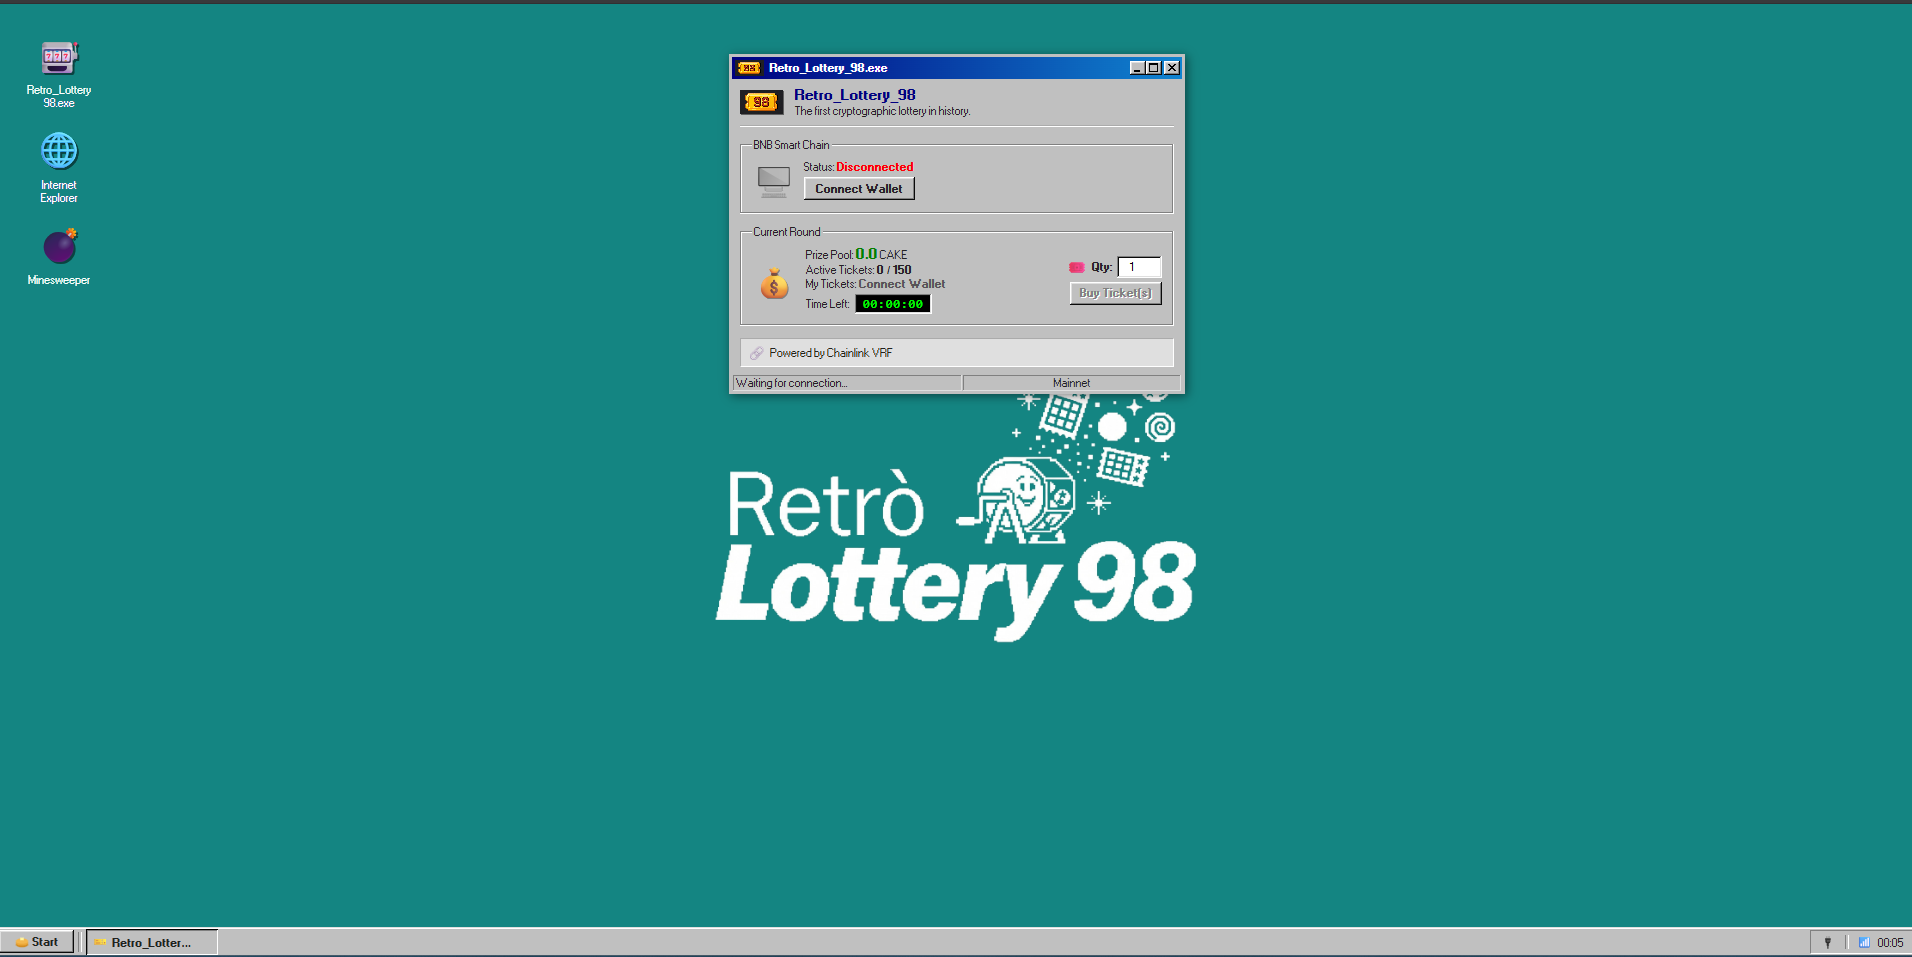 Retro_Lottery
98.exe
Internet
Explorer
Minesweeper
98 Retro_Lottery_98.exe
98 Retro_Lottery_98
The first cryptographic lottery in history.
BNB Smart Chain
Status: Disconnected
Connect Wallet
Current Round
Prize Pool: 0.0 CAKE
Active Tickets: 0 / 150
My Tickets: Connect Wallet
Time Left: 00:00:00
Qty: 1
Buy Ticket(s)
Powered by Chainlink VRF
Waiting for connection...
Mainnet
Retrò
Lottery 98
Start
Retro_Lotter...
00:05